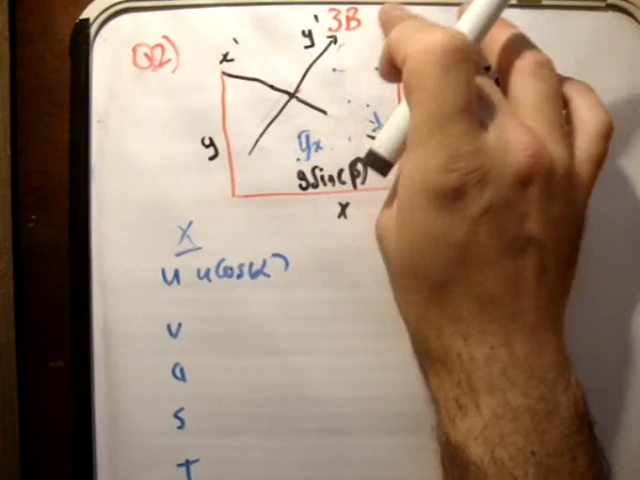 Q2)
3B
x'
y'
y
gx
gSin(β)
x
X
u uCos(α)
v
a
s
T